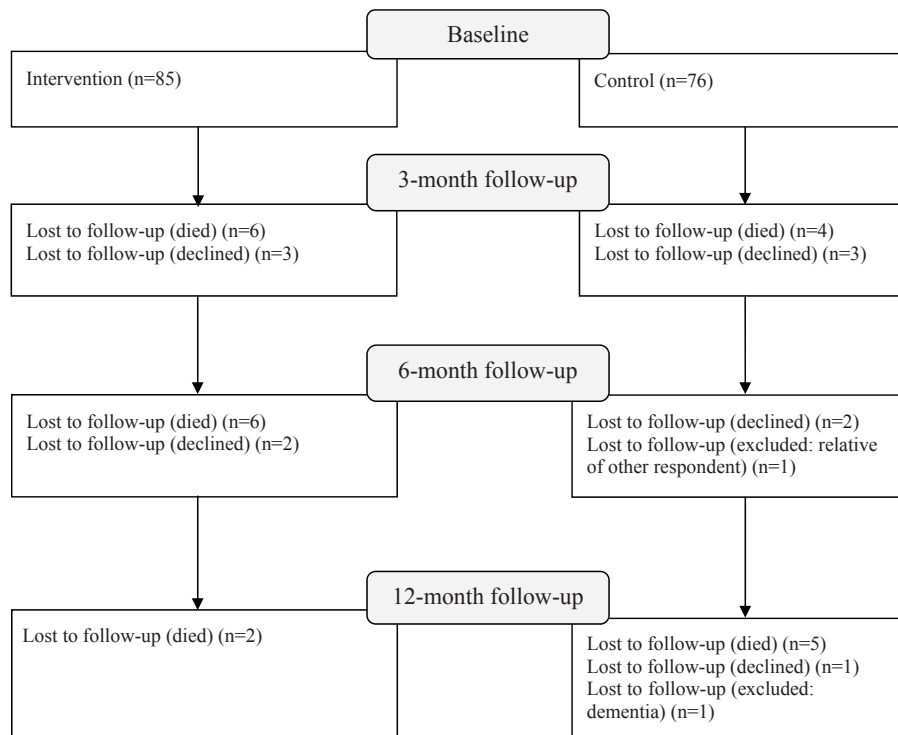 Baseline
Intervention (n=85)
Control (n=76)
3-month follow-up
Lost to follow-up (died) (n=6)
Lost to follow-up (declined) (n=3)
Lost to follow-up (died) (n=4)
Lost to follow-up (declined) (n=3)
6-month follow-up
Lost to follow-up (died) (n=6)
Lost to follow-up (declined) (n=2)
Lost to follow-up (declined) (n=2)
Lost to follow-up (excluded: relative
of other respondent) (n=1)
12-month follow-up
Lost to follow-up (died) (n=2)
Lost to follow-up (died) (n=5)
Lost to follow-up (declined) (n=1)
Lost to follow-up (excluded:
dementia) (n=1)